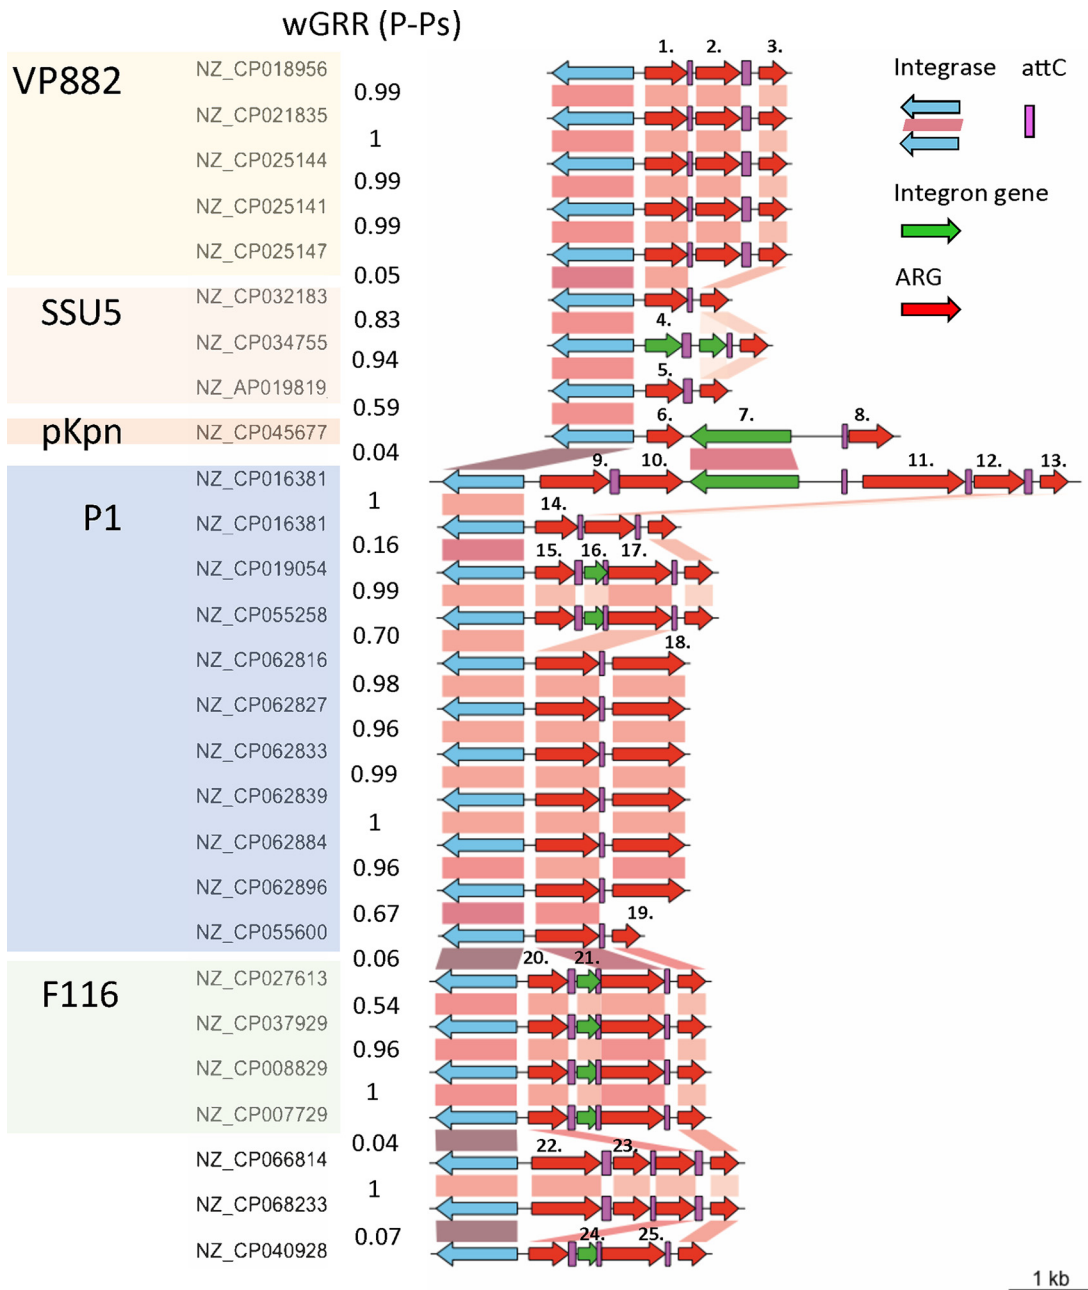 wGRR (P-Ps)
1. 2. 3.
VP882 NZ_CP018956
Integrase attC
0.99
NZ_CP021835
1
NZ_CP025144
0.99
Integron gene
NZ_CP025141
0.99
NZ_CP025147
0.05
ARG
SSU5 NZ_CP032183
0.83 4.
NZ_CP034755
0.94
5.
NZ_AP019819
0.59
6. 7. 8.
pKpn NZ_CP045677
0.04
9. 10. 11. 12. 13.
NZ_CP016381
1 14.
P1 NZ_CP016381
0.16 15. 16. 17.
NZ_CP019054
0.99
NZ_CP055258
0.70 18.
NZ_CP062816
0.98
NZ_CP062827
0.96
NZ_CP062833
0.99
NZ_CP062839
1
NZ_CP062884
0.96
NZ_CP062896
0.67 19.
NZ_CP055600
0.06 20. 21.
F116 NZ_CP027613
0.54
NZ_CP037929
0.96
NZ_CP008829
1
NZ_CP007729
0.04 22. 23.
NZ_CP066814
1
NZ_CP068233
0.07 24. 25.
NZ_CP040928
1 kb